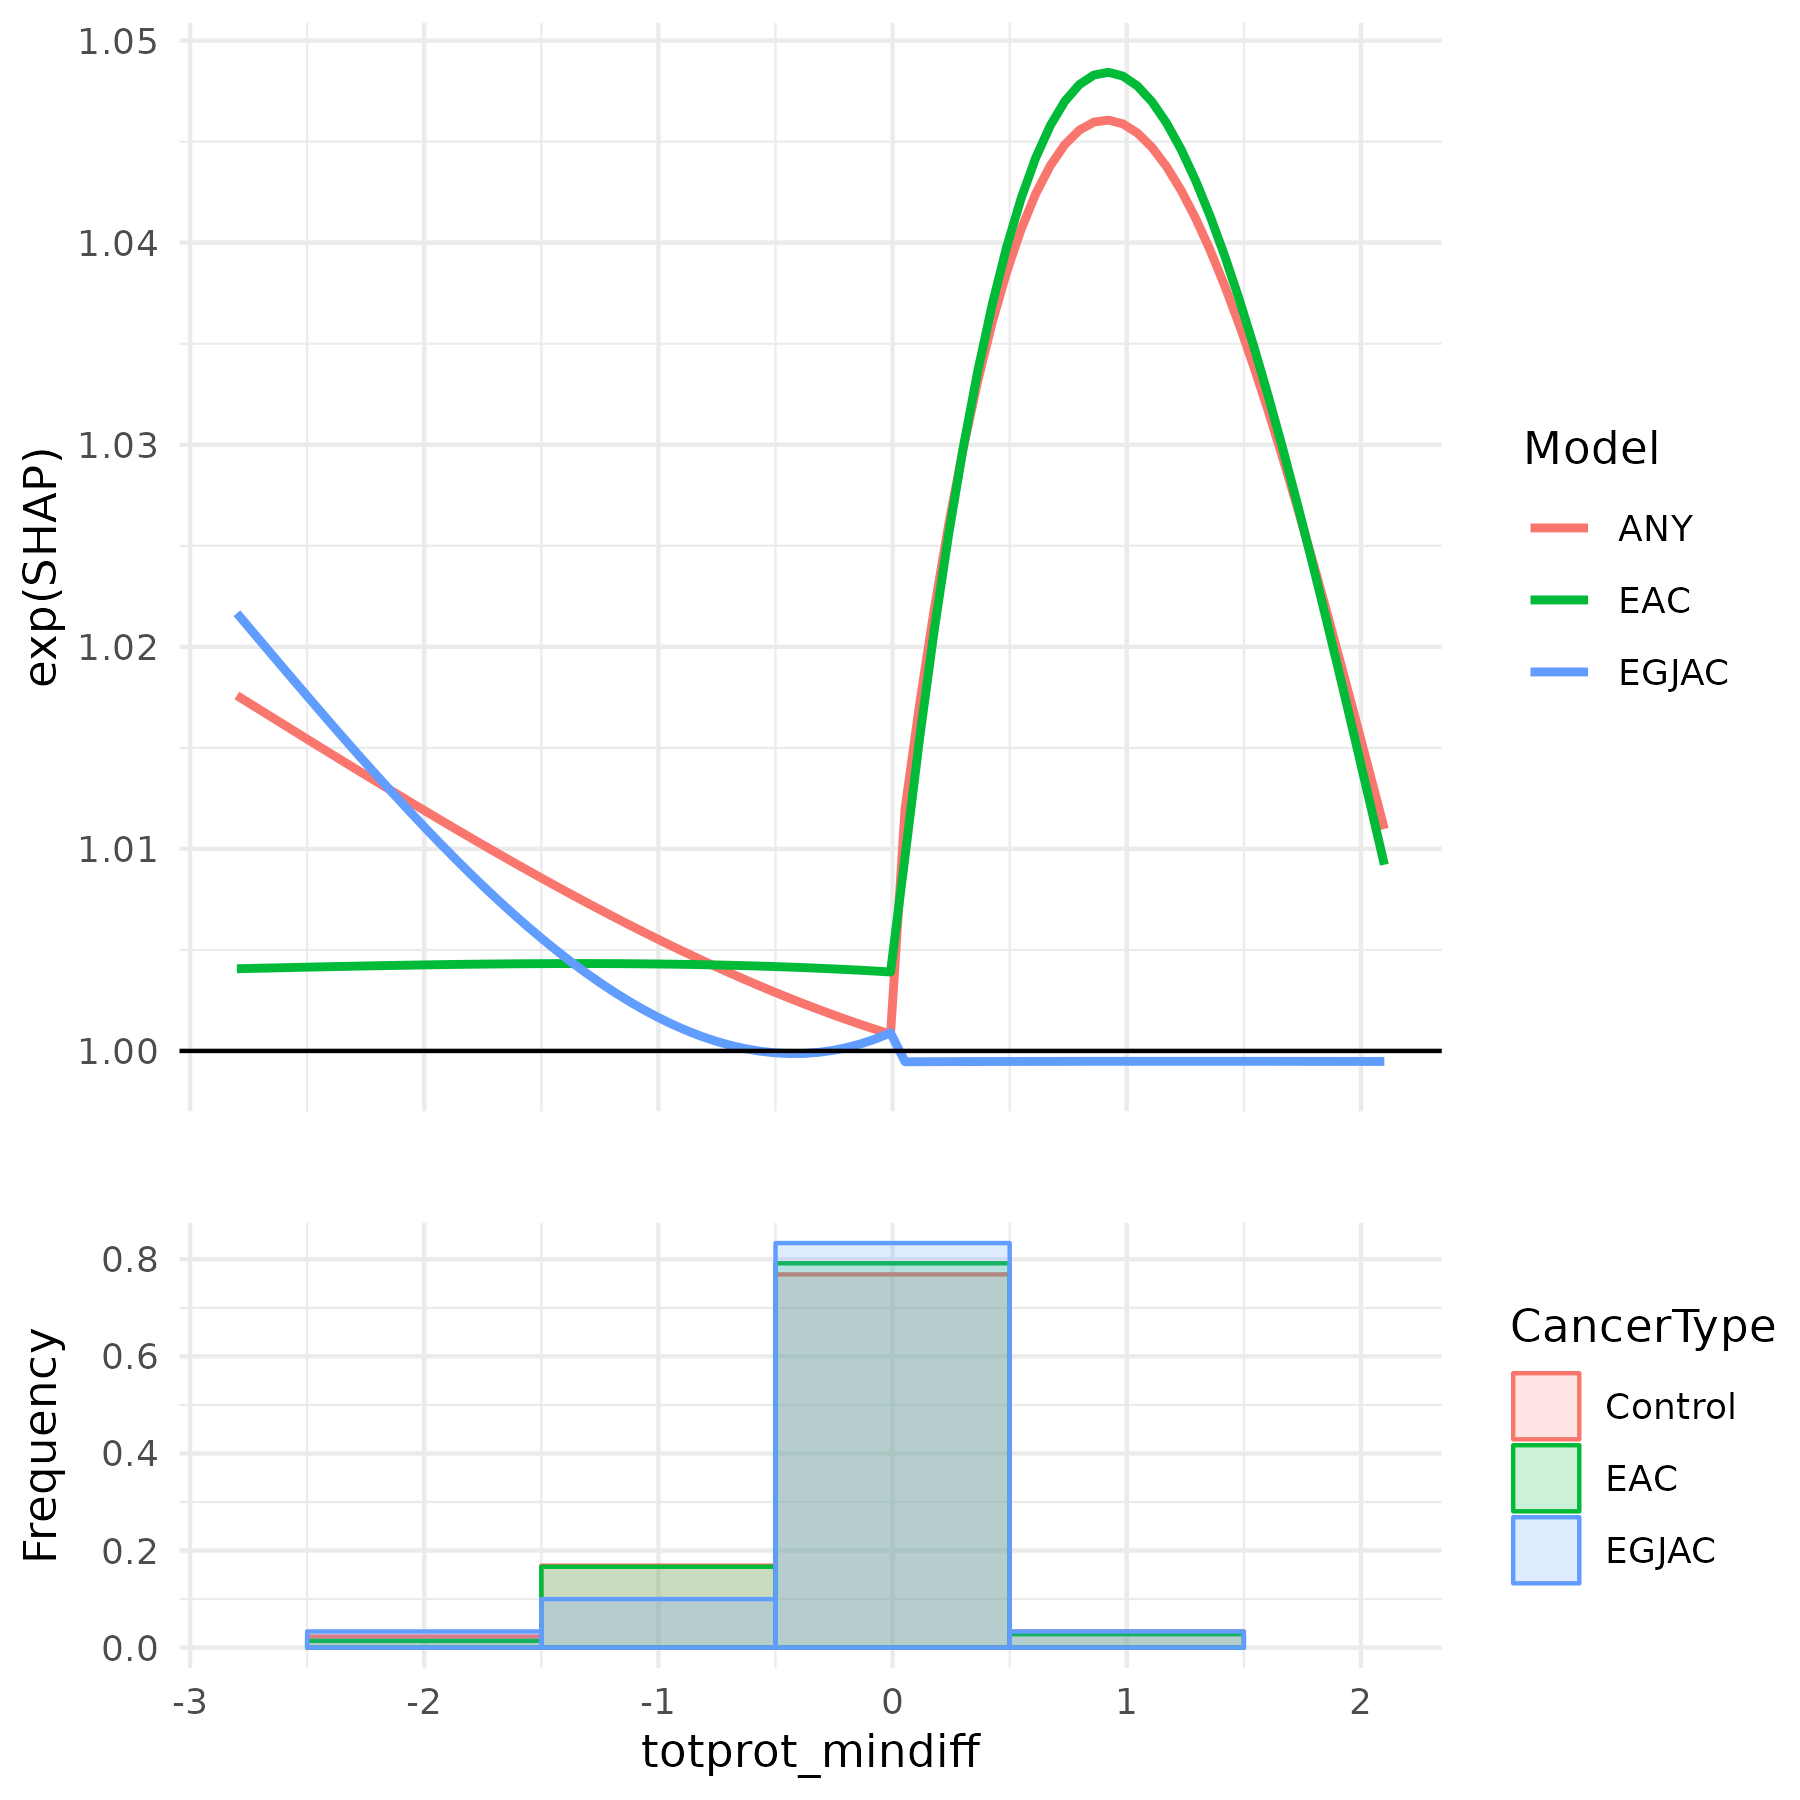 1.05
1.04
1.03
1.02
1.01
1.00
exp(SHAP)
Model
ANY
EAC
EGJAC
0.8
0.6
0.4
0.2
0.0
Frequency
-3 -2 -1 0 1 2
totprot_mindiff
CancerType
Control
EAC
EGJAC